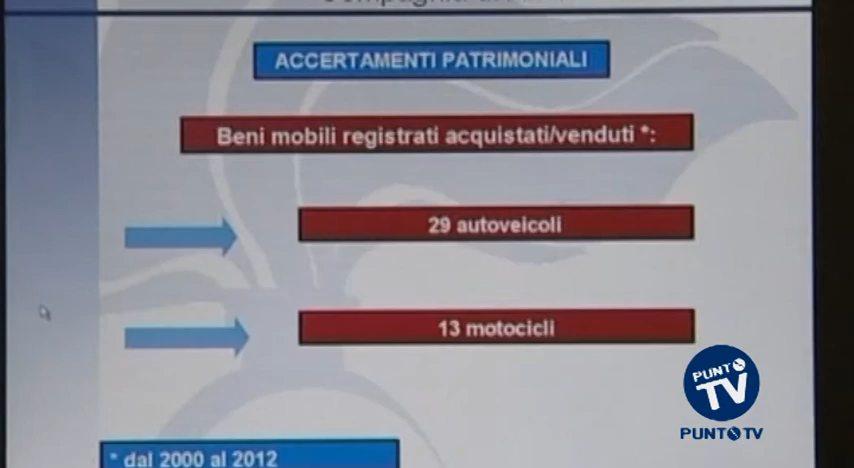 ACCERTAMENTI PATRIMONIALI
Beni mobili registrati acquistati/venduti *:
29 autoveicoli
13 motocicli
* dal 2000 al 2012
PUNTO
TV
PUNTO TV